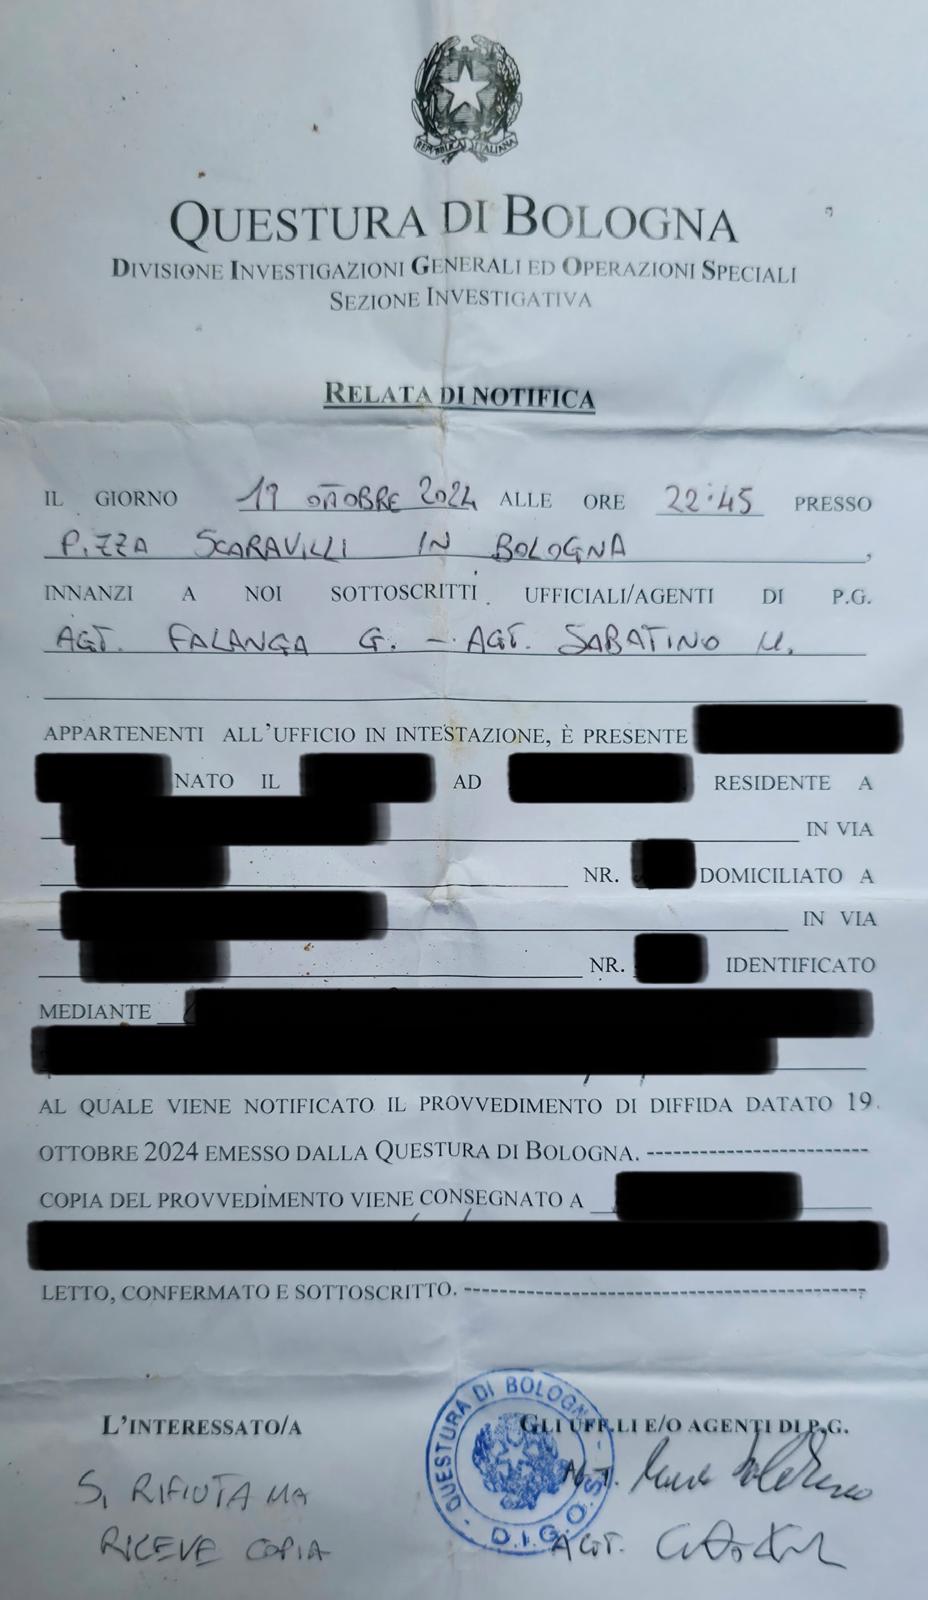 REPVBBLICA ITALIANA
QUESTURA DI BOLOGNA
DIVISIONE INVESTIGAZIONI GENERALI ED OPERAZIONI SPECIALI
SEZIONE INVESTIGATIVA
RELATA DI NOTIFICA
IL GIORNO 19 OTTOBRE 2024 ALLE ORE 22:45 PRESSO
P.ZZA SCARAVILLI IN BOLOGNA,
INNANZI A NOI SOTTOSCRITTI UFFICIALI/AGENTI DI P.G.
AGT. FALANGA G. - AGT. SABATINO M.
APPARTENENTI ALL'UFFICIO IN INTESTAZIONE, È PRESENTE
NATO IL AD RESIDENTE A
IN VIA
NR. DOMICILIATO A
IN VIA
NR. IDENTIFICATO
MEDIANTE
AL QUALE VIENE NOTIFICATO IL PROVVEDIMENTO DI DIFFIDA DATATO 19
OTTOBRE 2024 EMESSO DALLA QUESTURA DI BOLOGNA. ------------------------
COPIA DEL PROVVEDIMENTO VIENE CONSEGNATO A
LETTO, CONFERMATO E SOTTOSCRITTO. --------------------------------------------
L'INTERESSATO/A GLI UFF.LI E/O AGENTI DI P.G.
QUESTURA DI BOLOGNA - D.I.G.O.S.
SI RIFIUTA MA AGT.
RICEVE COPIA AGT.